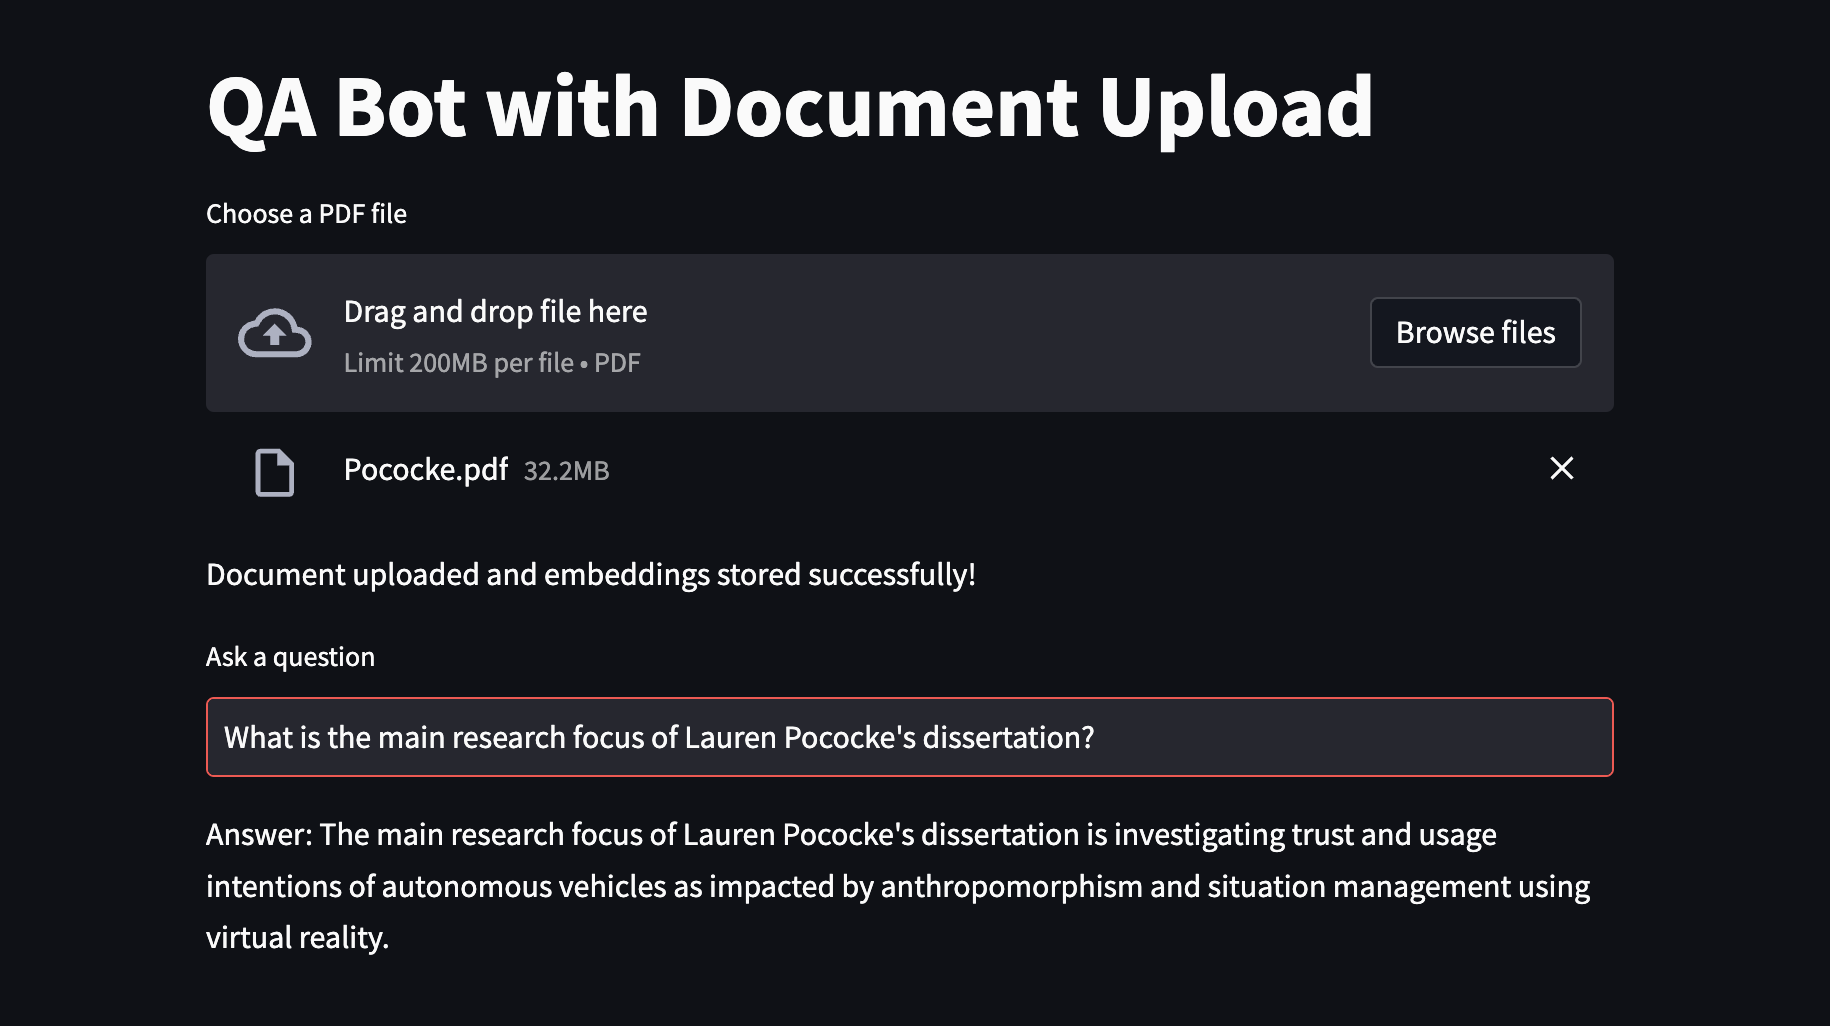 QA Bot with Document Upload
Choose a PDF file
Drag and drop file here
Limit 200MB per file • PDF
Browse files
Pococke.pdf 32.2MB
Document uploaded and embeddings stored successfully!
Ask a question
What is the main research focus of Lauren Pococke's dissertation?
Answer: The main research focus of Lauren Pococke's dissertation is investigating trust and usage
intentions of autonomous vehicles as impacted by anthropomorphism and situation management using
virtual reality.